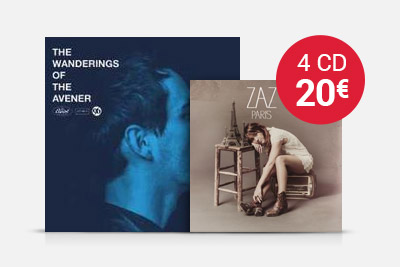 THE
WANDERINGS
OF
THE
AVENER
ZAZ
PARIS
4 CD
20€